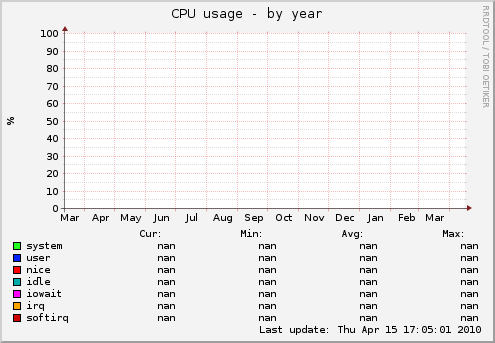 CPU usage - by year
RRDTOOL / TOBI OETIKER
100
90
80
70
60
50
40
30
20
10
0
%
Mar Apr May Jun Jul Aug Sep Oct Nov Dec Jan Feb Mar
Cur: Min: Avg: Max:
system nan nan nan nan
user nan nan nan nan
nice nan nan nan nan
idle nan nan nan nan
iowait nan nan nan nan
irq nan nan nan nan
softirq nan nan nan nan
Last update: Thu Apr 15 17:05:01 2010